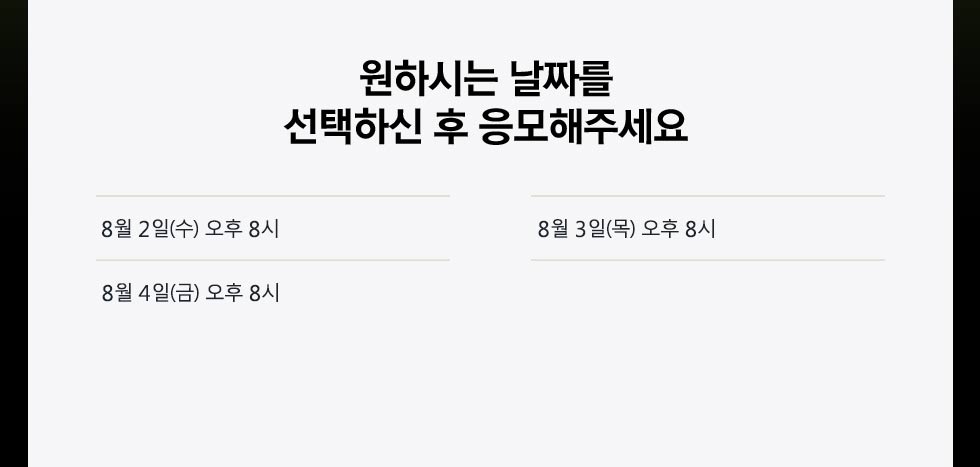 원하시는 날짜를
선택하신 후 응모해주세요
8월 2일(수) 오후 8시
8월 3일(목) 오후 8시
8월 4일(금) 오후 8시